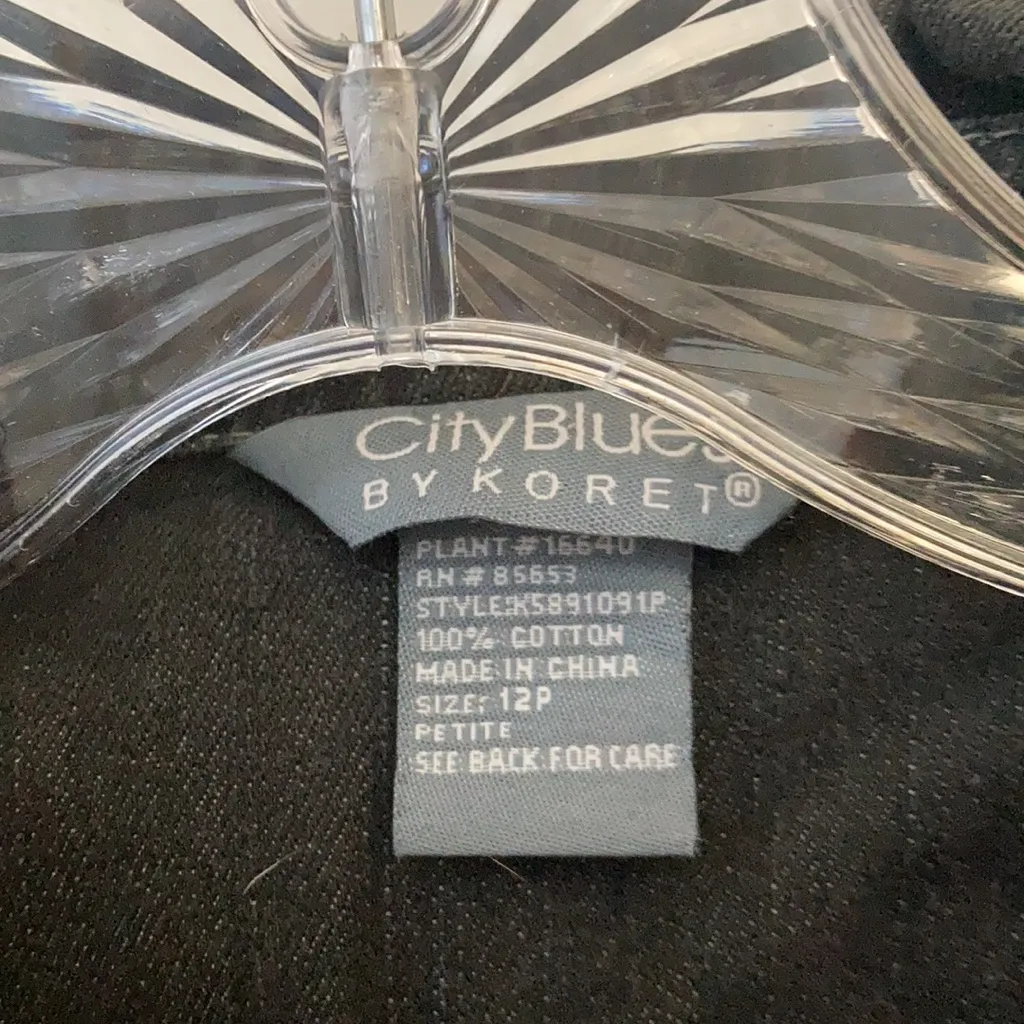 CityBlues
BY KORET®
PLANT#16640
RN#85653
STYLE:K5891091P
100% COTTON
MADE IN CHINA
SIZE: 12P
PETITE
SEE BACK FOR CARE